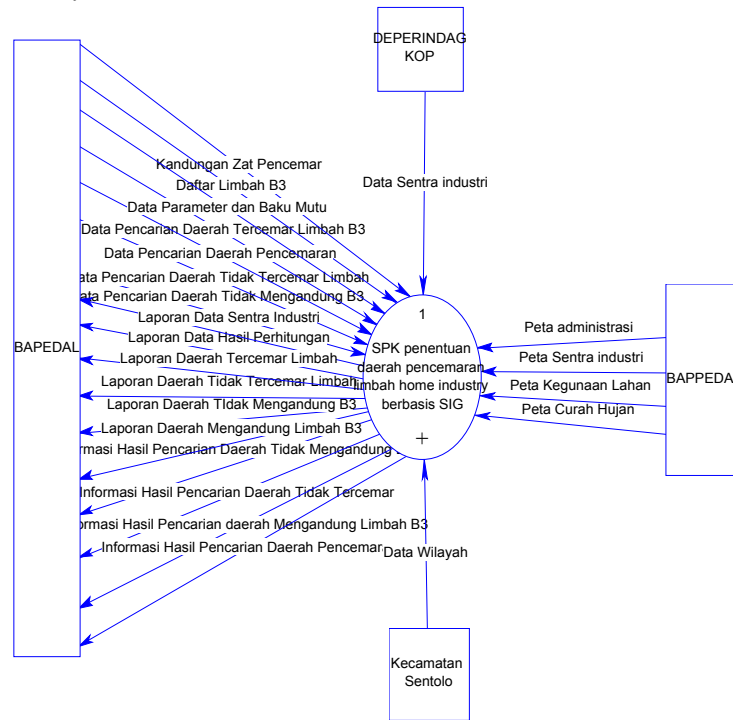 DEPERINDAG
KOP
Kandungan Zat Pencemar
Daftar Limbah B3
Data Sentra industri
Data Parameter dan Baku Mutu
Data Pencarian Daerah Tercemar Limbah B3
Data Pencarian Daerah Pencemaran
ata Pencarian Daerah Tidak Tercemar Limbah
ata Pencarian Daerah Tidak Mengandung B3
Laporan Data Sentra Industri
Laporan Data Hasil Perhitungan
Laporan Daerah Tercemar Limbah
Laporan Daerah Tidak Tercemar Limbah
Laporan Daerah TIdak Mengandung B3
Laporan Daerah Mengandung Limbah B3
rmasi Hasil Pencarian Daerah Tidak Mengandung
Informasi Hasil Pencarian Daerah Tidak Tercemar
ormasi Hasil Pencarian daerah Mengandung Limbah B3
Informasi Hasil Pencarian Daerah Pencemar
BAPEDAL
1
SPK penentuan
daerah pencemaran
limbah home industry
berbasis SIG
+
Peta administrasi
Peta Sentra industri
Peta Kegunaan Lahan
Peta Curah Hujan
BAPPEDA
Data Wilayah
Kecamatan
Sentolo